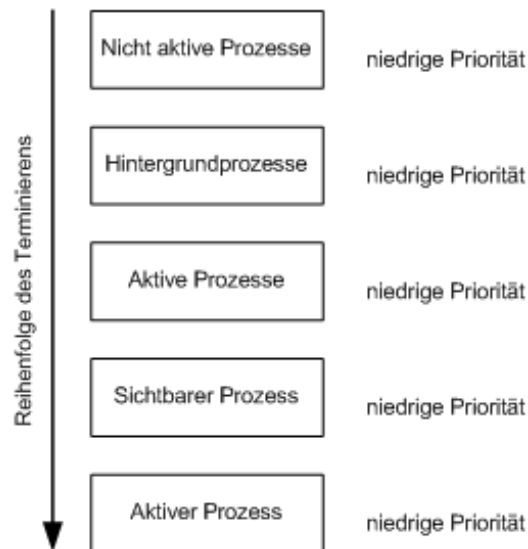 Reihenfolge des Terminierens
Nicht aktive Prozesse
niedrige Priorität
Hintergrundprozesse
niedrige Priorität
Aktive Prozesse
niedrige Priorität
Sichtbarer Prozess
niedrige Priorität
Aktiver Prozess
niedrige Priorität